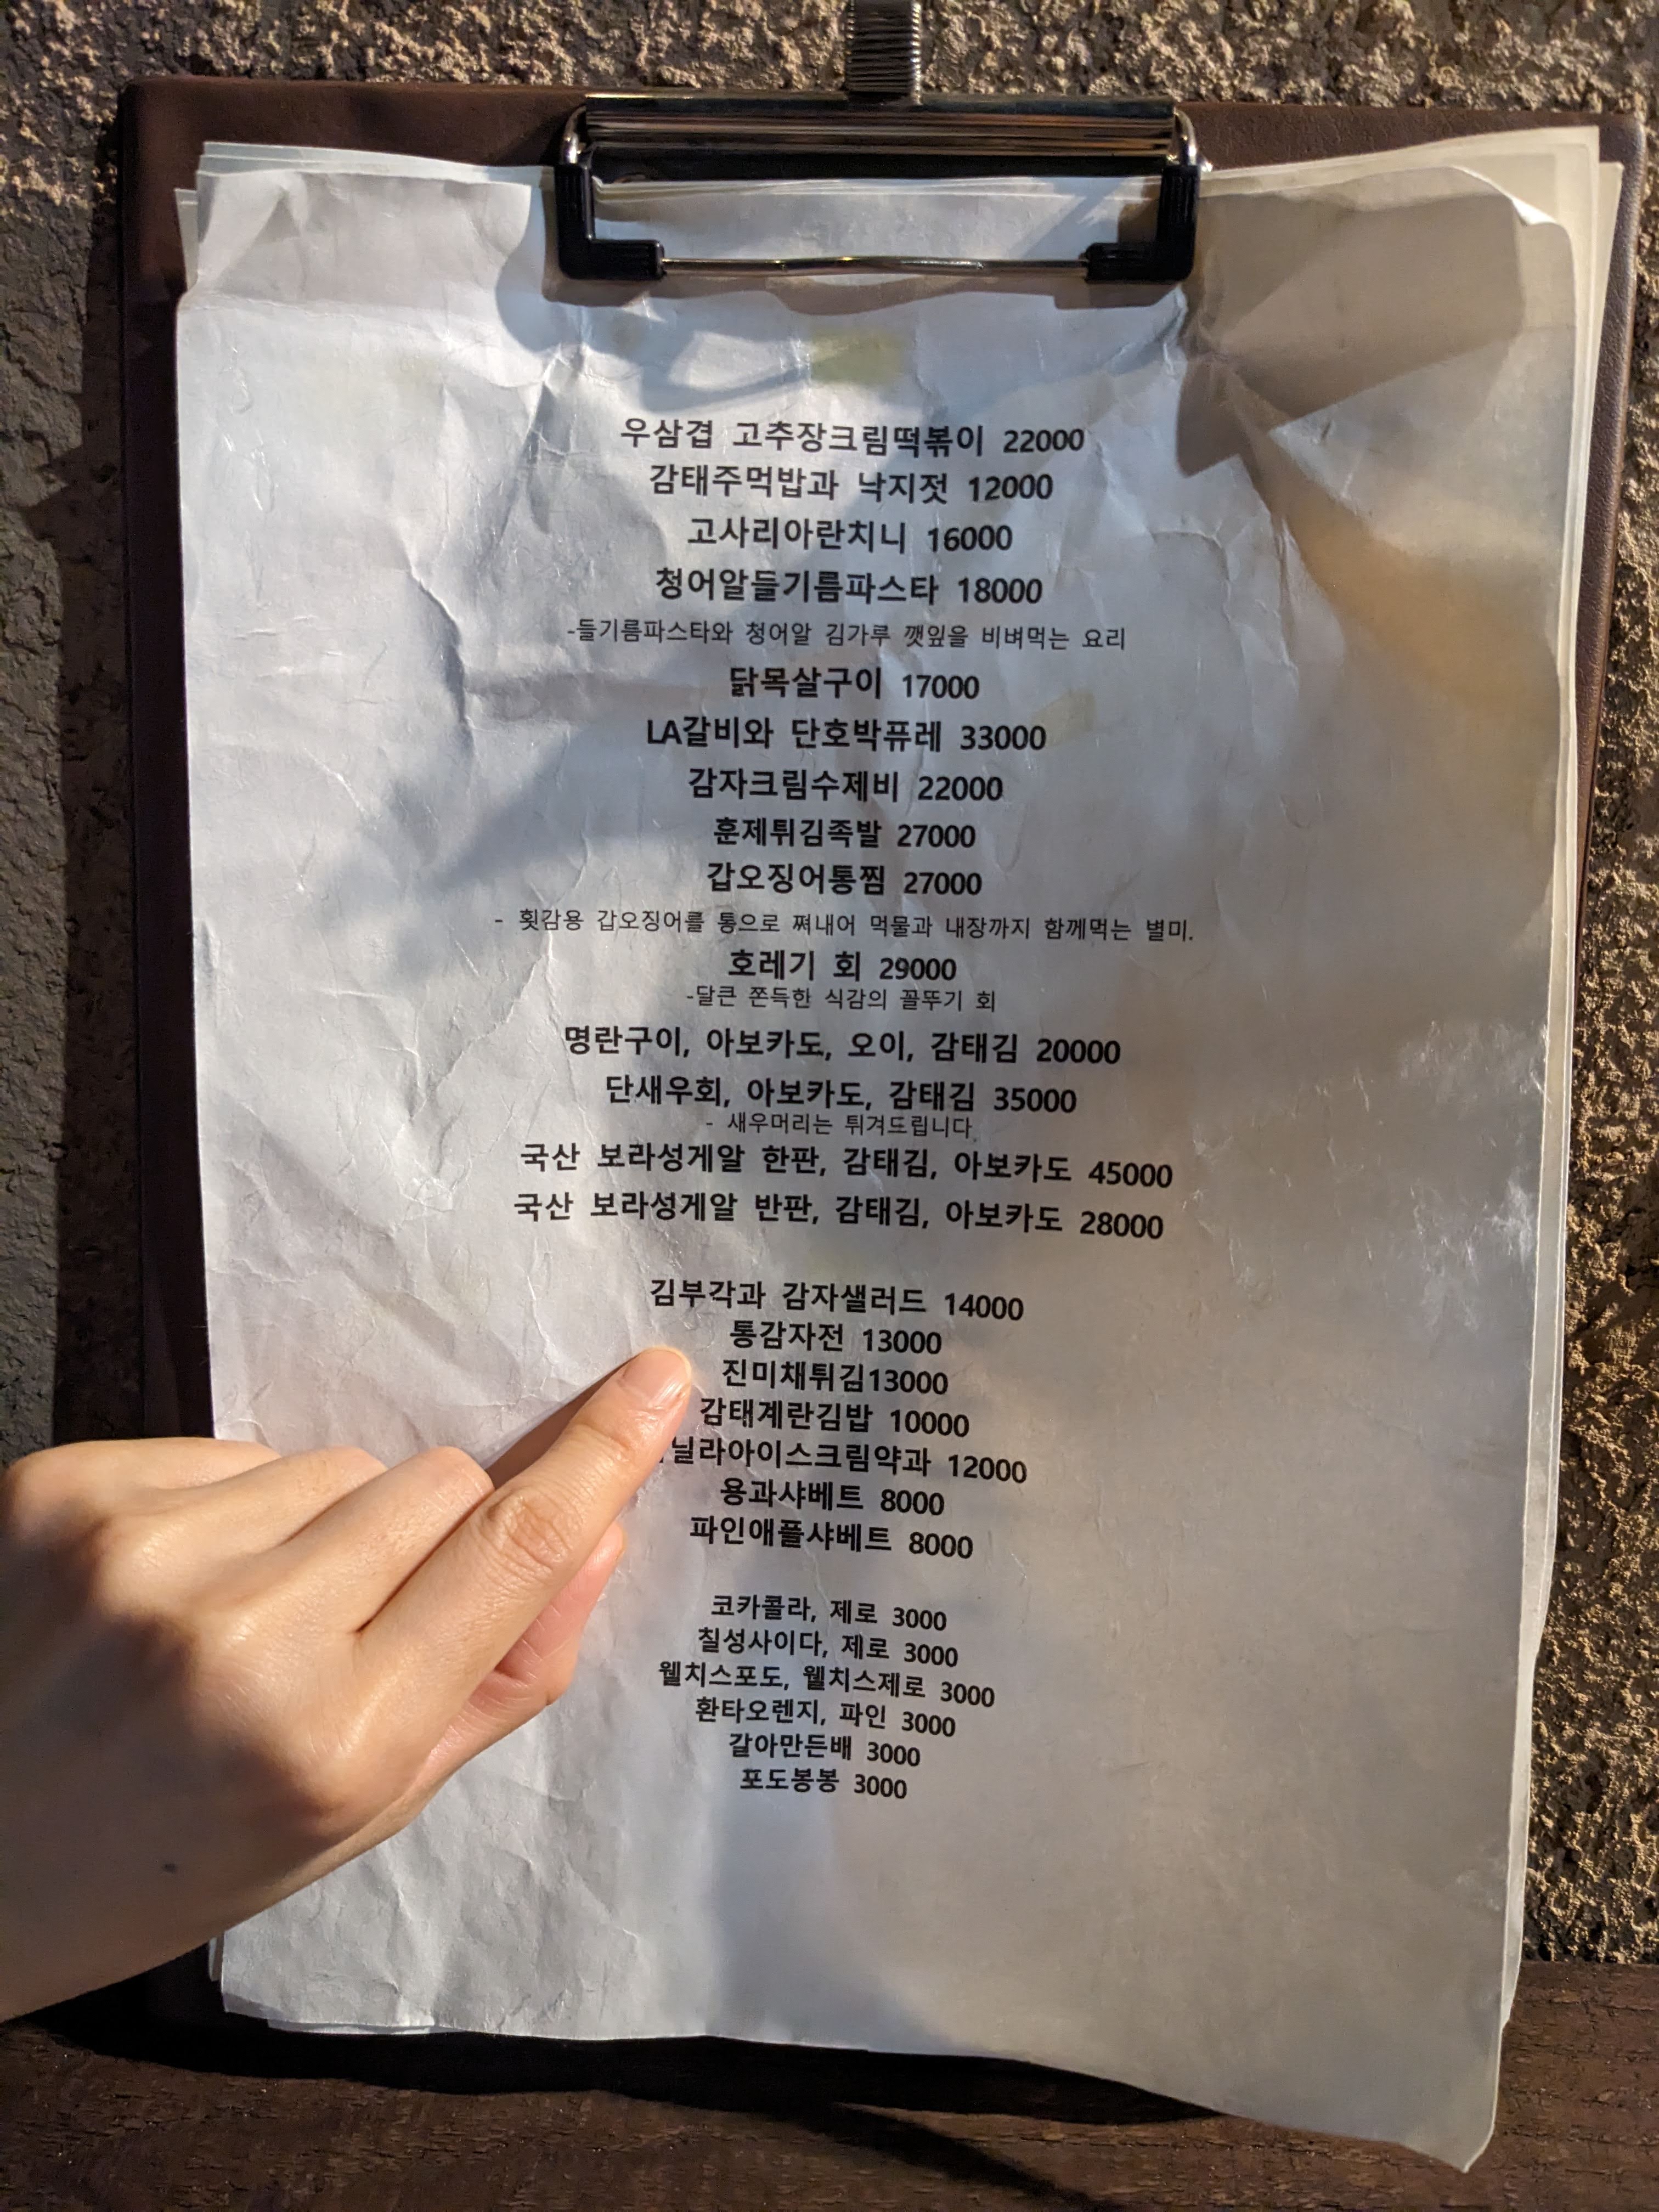 우삼겹 고추장크림떡볶이 22000
감태주먹밥과 낙지젓 12000
고사리아란치니 16000
청어알들기름파스타 18000
-들기름파스타와 청어알 김가루 깻잎을 비벼먹는 요리
닭목살구이 17000
LA갈비와 단호박퓨레 33000
감자크림수제비 22000
훈제튀김족발 27000
갑오징어통찜 27000
- 횟감용 갑오징어를 통으로 쪄내어 먹물과 내장까지 함께먹는 별미.
호레기 회 29000
-달큰 쫀득한 식감의 꼴뚜기 회
명란구이, 아보카도, 오이, 감태김 20000
단새우회, 아보카도, 감태김 35000
- 새우머리는 튀겨드립니다.
국산 보라성게알 한판, 감태김, 아보카도 45000
국산 보라성게알 반판, 감태김, 아보카도 28000
김부각과 감자샐러드 14000
통감자전 13000
진미채튀김13000
감태계란김밥 10000
닐라아이스크림약과 12000
용과샤베트 8000
파인애플샤베트 8000
코카콜라, 제로 3000
칠성사이다, 제로 3000
웰치스포도, 웰치스제로 3000
환타오렌지, 파인 3000
갈아만든배 3000
포도봉봉 3000